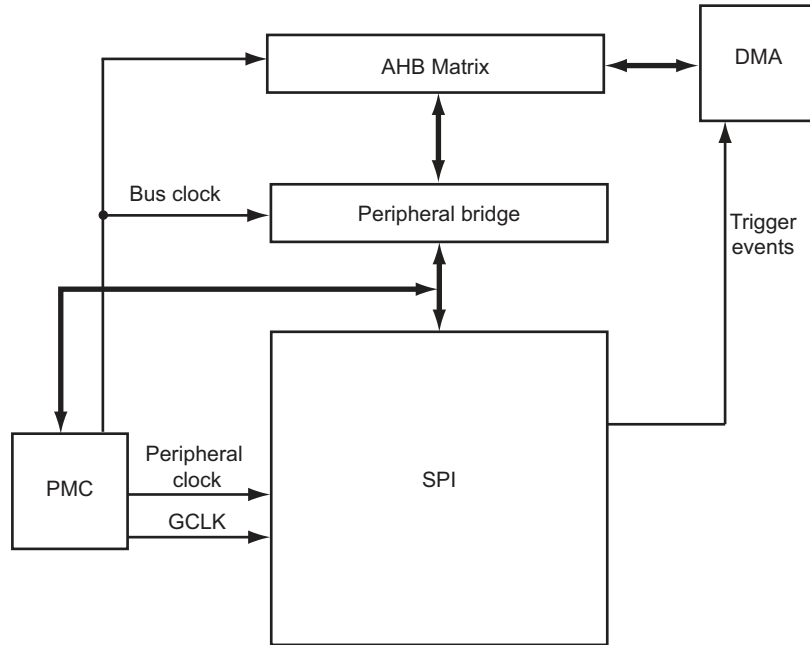 AHB Matrix
DMA
Bus clock
Peripheral bridge
Trigger
events
PMC
Peripheral
clock
GCLK
SPI